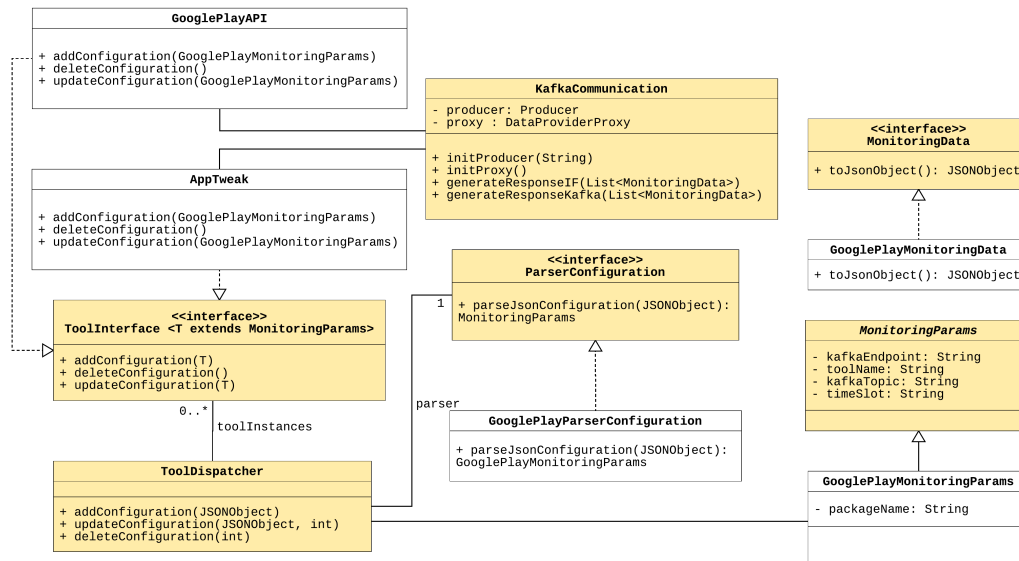 GooglePlayAPI
+ addConfiguration(GooglePlayMonitoringParams)
+ deleteConfiguration()
+ updateConfiguration(GooglePlayMonitoringParams)
KafkaCommunication
- producer: Producer
- proxy : DataProviderProxy
+ initProducer(String)
+ initProxy()
+ generateResponseIF(List<MonitoringData>)
+ generateResponseKafka(List<MonitoringData>)
<<interface>>
MonitoringData
+ toJsonObject(): JSONObject
AppTweak
+ addConfiguration(GooglePlayMonitoringParams)
+ deleteConfiguration()
+ updateConfiguration(GooglePlayMonitoringParams)
GooglePlayMonitoringData
+ toJsonObject(): JSONObject
<<interface>>
ParserConfiguration
+ parseJsonConfiguration(JSONObject):
MonitoringParams
1
<<interface>>
ToolInterface <T extends MonitoringParams>
+ addConfiguration(T)
+ deleteConfiguration()
+ updateConfiguration(T)
MonitoringParams
- kafkaEndpoint: String
- toolName: String
- kafkaTopic: String
- timeSlot: String
0..*
toolInstances
parser
GooglePlayParserConfiguration
+ parseJsonConfiguration(JSONObject):
GooglePlayMonitoringParams
ToolDispatcher
+ addConfiguration(JSONObject)
+ updateConfiguration(JSONObject, int)
+ deleteConfiguration(int)
GooglePlayMonitoringParams
- packageName: String